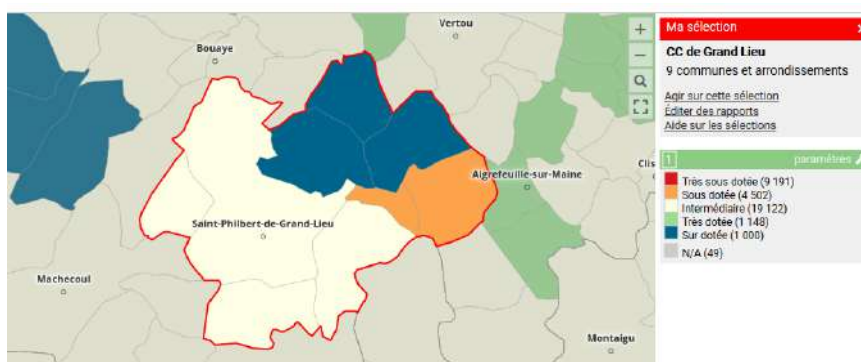 Vertou
Bouaye
Aigrefeuille-sur-Maine
Clis
Saint-Philbert-de-Grand-Lieu
Machecoul
Montaigu
+
−
Ma sélection
CC de Grand Lieu
9 communes et arrondissements
Agir sur cette sélection
Éditer des rapports
Aide sur les sélections
1 paramètres
Très sous dotée (9 191)
Sous dotée (4 502)
Intermédiaire (19 122)
Très dotée (1 148)
Sur dotée (1 000)
N/A (49)